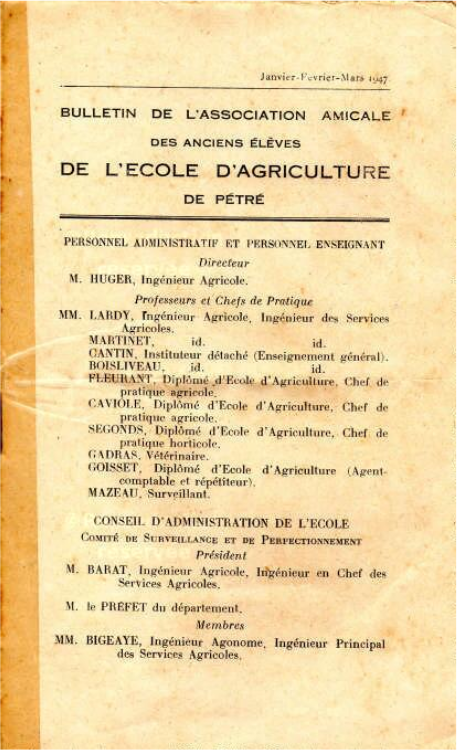 Janvier-Fevrier-Mars 1947
BULLETIN DE L'ASSOCIATION AMICALE
DES ANCIENS ÉLÈVES
DE L'ECOLE D'AGRICULTURE
DE PÉTRÉ
PERSONNEL ADMINISTRATIF ET PERSONNEL ENSEIGNANT
Directeur
M. HUGER, Ingénieur Agricole.
Professeurs et Chefs de Pratique
MM. LARDY, Ingénieur Agricole, Ingénieur des Services
Agricoles.
MARTINET, id. id.
CANTIN, Instituteur détaché (Enseignement général).
BOISLIVEAU, id. id.
FLEURANT, Diplômé d'Ecole d'Agriculture, Chef de
pratique agricole.
CAVIOLE, Diplômé d'Ecole d'Agriculture, Chef de
pratique agricole.
SEGONDS, Diplômé d'Ecole d'Agriculture, Chef de
pratique horticole.
GADRAS, Vétérinaire.
GOISSET, Diplômé d'Ecole d'Agriculture (Agent-
comptable et répétiteur).
MAZEAU, Surveillant.
CONSEIL D'ADMINISTRATION DE L'ECOLE
COMITÉ DE SURVEILLANCE ET DE PERFECTIONNEMENT
Président
M. BARAT, Ingénieur Agricole, Ingénieur en Chef des
Services Agricoles.
M. le PRÉFET du département.
Membres
MM. BIGEAYE, Ingénieur Agonome, Ingénieur Principal
des Services Agricoles.